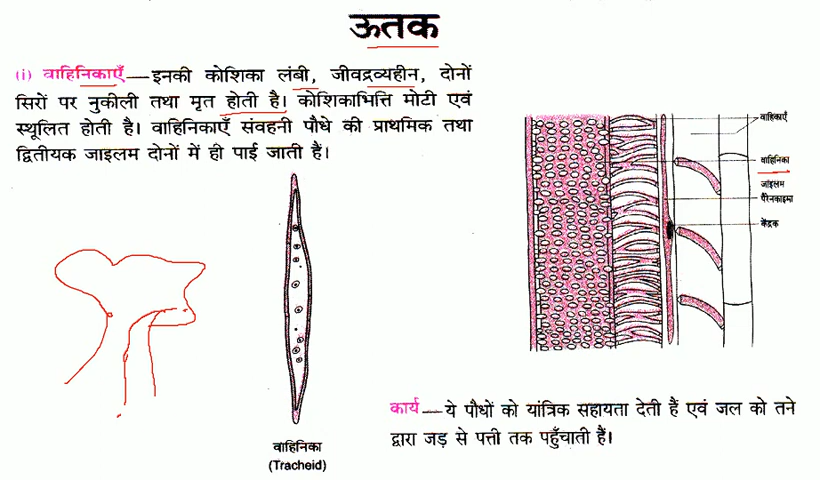 ऊतक
(i) वाहिनिकाएँ—इनकी कोशिका लंबी, जीवद्रव्यहीन, दोनों
सिरों पर नुकीली तथा मृत होती है। कोशिकाभित्ति मोटी एवं
स्थूलित होती है। वाहिनिकाएँ संवहनी पौधे की प्राथमिक तथा
द्वितीयक जाइलम दोनों में ही पाई जाती हैं।
वाहिकाएँ
वाहिनिका
जाइलम
पैरेनकाइमा
केंद्रक
वाहिनिका
(Tracheid)
कार्य—ये पौधों को यांत्रिक सहायता देती हैं एवं जल को तने
द्वारा जड़ से पत्ती तक पहुँचाती हैं।